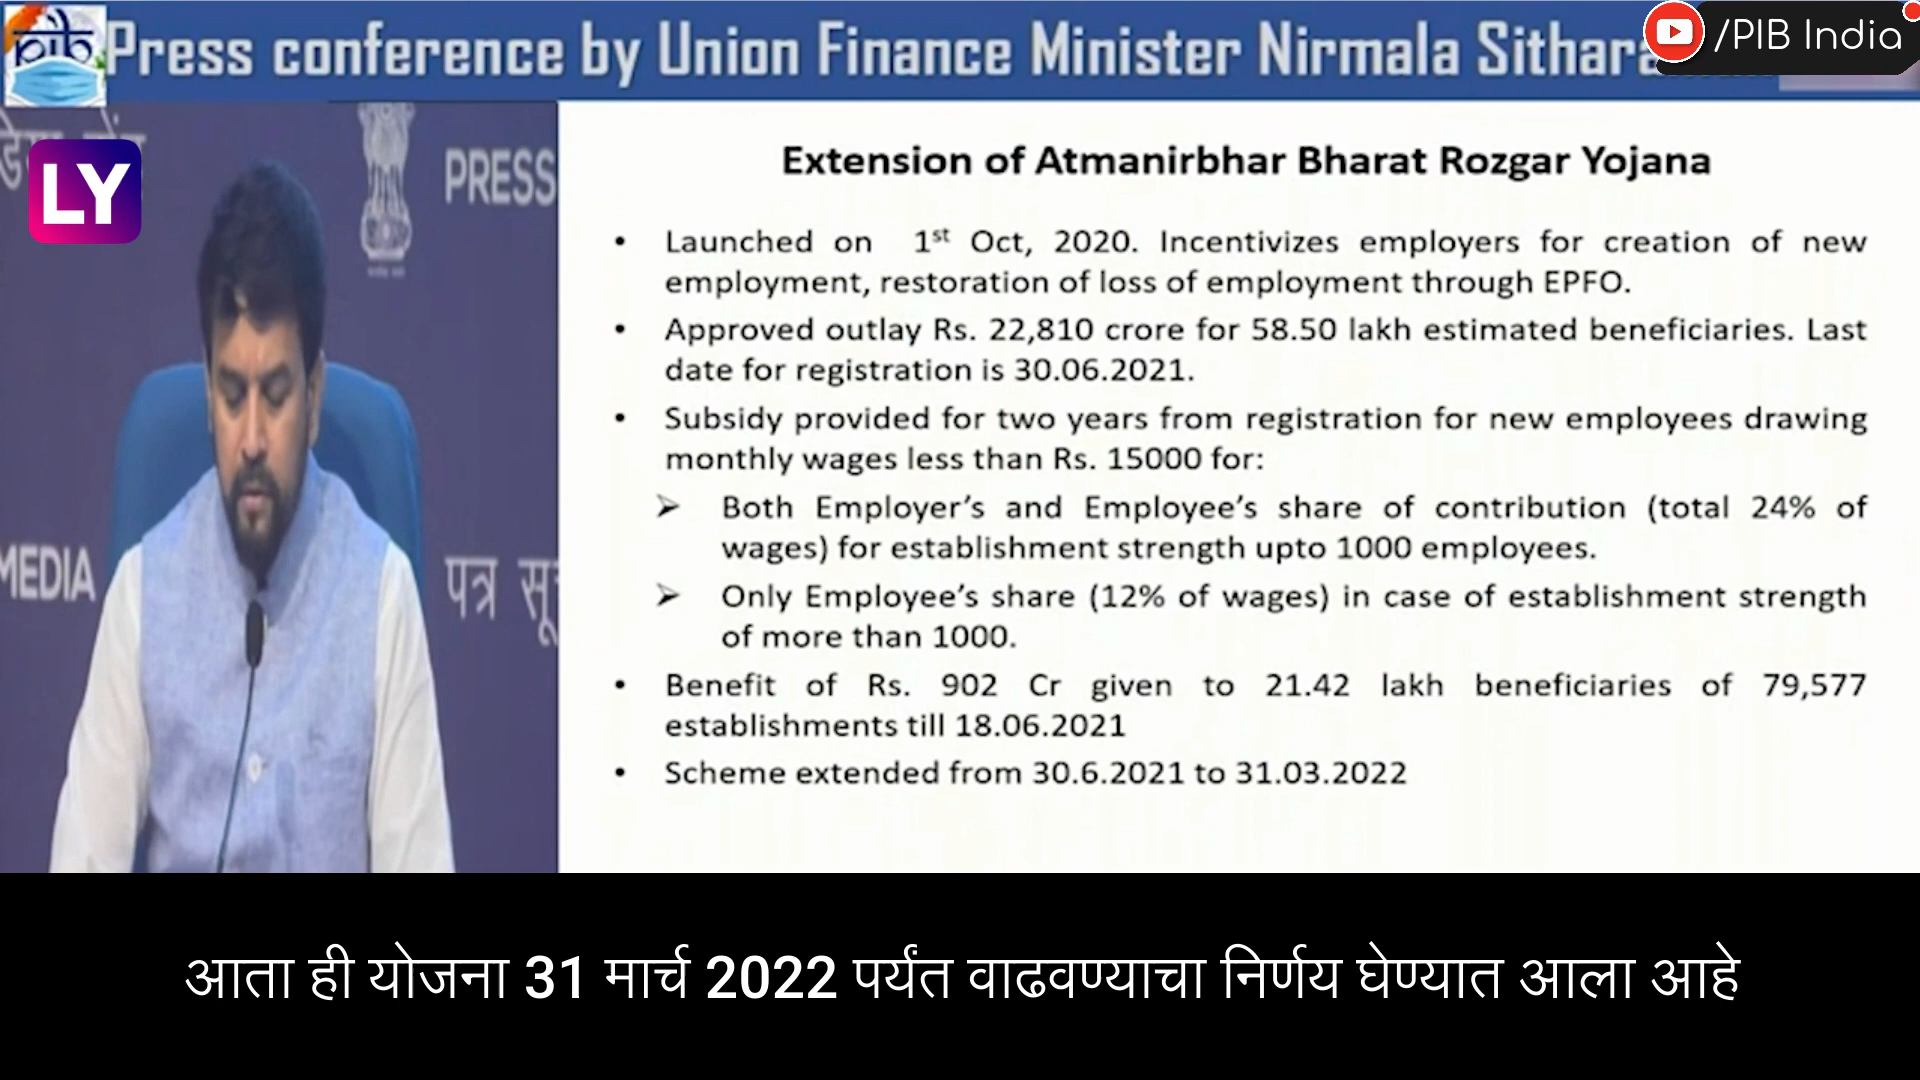 pib
Press conference by Union Finance Minister Nirmala
/PIB India
LY
PRESS
MEDIA
पत्र
Extension of Atmanirbhar Bharat Rozgar Yojana
• Launched on 1st Oct, 2020. Incentivizes employers for creation of new
employment, restoration of loss of employment through EPFO.
• Approved outlay Rs. 22,810 crore for 58.50 lakh estimated beneficiaries. Last
date for registration is 30.06.2021.
• Subsidy provided for two years from registration for new employees drawing
monthly wages less than Rs. 15000 for:
➢ Both Employer's and Employee's share of contribution (total 24% of
wages) for establishment strength upto 1000 employees.
➢ Only Employee's share (12% of wages) in case of establishment strength
of more than 1000.
• Benefit of Rs. 902 Cr given to 21.42 lakh beneficiaries of 79,577
establishments till 18.06.2021
• Scheme extended from 30.6.2021 to 31.03.2022
आता ही योजना 31 मार्च 2022 पर्यंत वाढवण्याचा निर्णय घेण्यात आला आहे